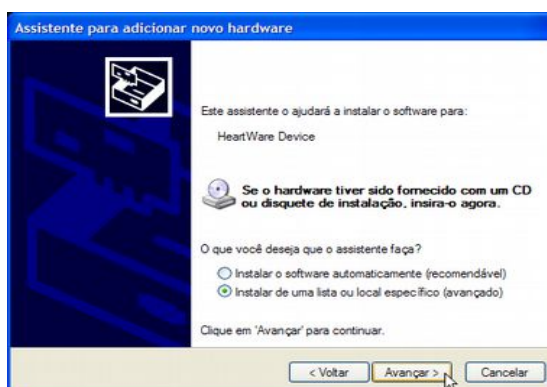 Assistente para adicionar novo hardware
Este assistente o ajudará a instalar o software para:
HeartWare Device
Se o hardware tiver sido fornecido com um CD
ou disquete de instalação, insira-o agora.
O que você deseja que o assistente faça?
Instalar o software automaticamente (recomendável)
Instalar de uma lista ou local específico (avançado)
Clique em 'Avançar' para continuar.
< Voltar
Avançar >
Cancelar